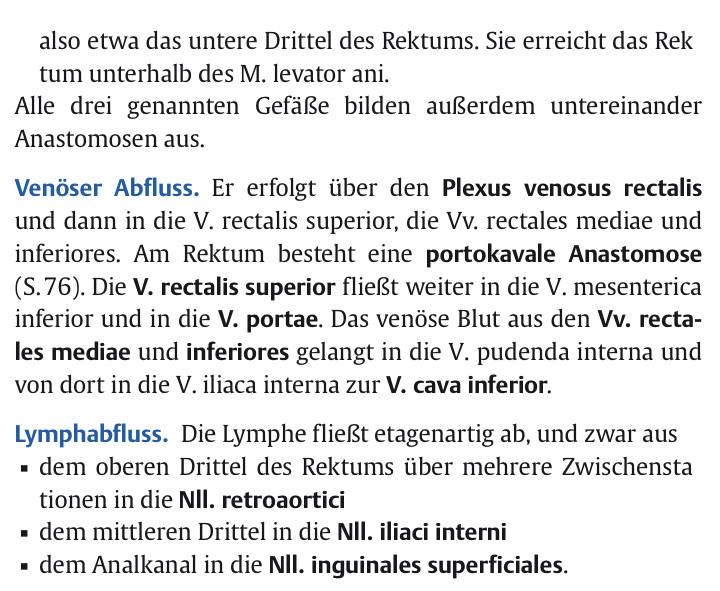 also etwa das untere Drittel des Rektums. Sie erreicht das Rek
tum unterhalb des M. levator ani.
Alle drei genannten Gefäße bilden außerdem untereinander
Anastomosen aus.
Venöser Abfluss. Er erfolgt über den Plexus venosus rectalis
und dann in die V. rectalis superior, die Vv. rectales mediae und
inferiores. Am Rektum besteht eine portokavale Anastomose
(S. 76). Die V. rectalis superior fließt weiter in die V. mesenterica
inferior und in die V. portae. Das venöse Blut aus den Vv. recta-
les mediae und inferiores gelangt in die V. pudenda interna und
von dort in die V. iliaca interna zur V. cava inferior.
Lymphabfluss. Die Lymphe fließt etagenartig ab, und zwar aus
▪ dem oberen Drittel des Rektums über mehrere Zwischensta
tionen in die Nll. retroaortici
▪ dem mittleren Drittel in die Nll. iliaci interni
▪ dem Analkanal in die Nll. inguinales superficiales.